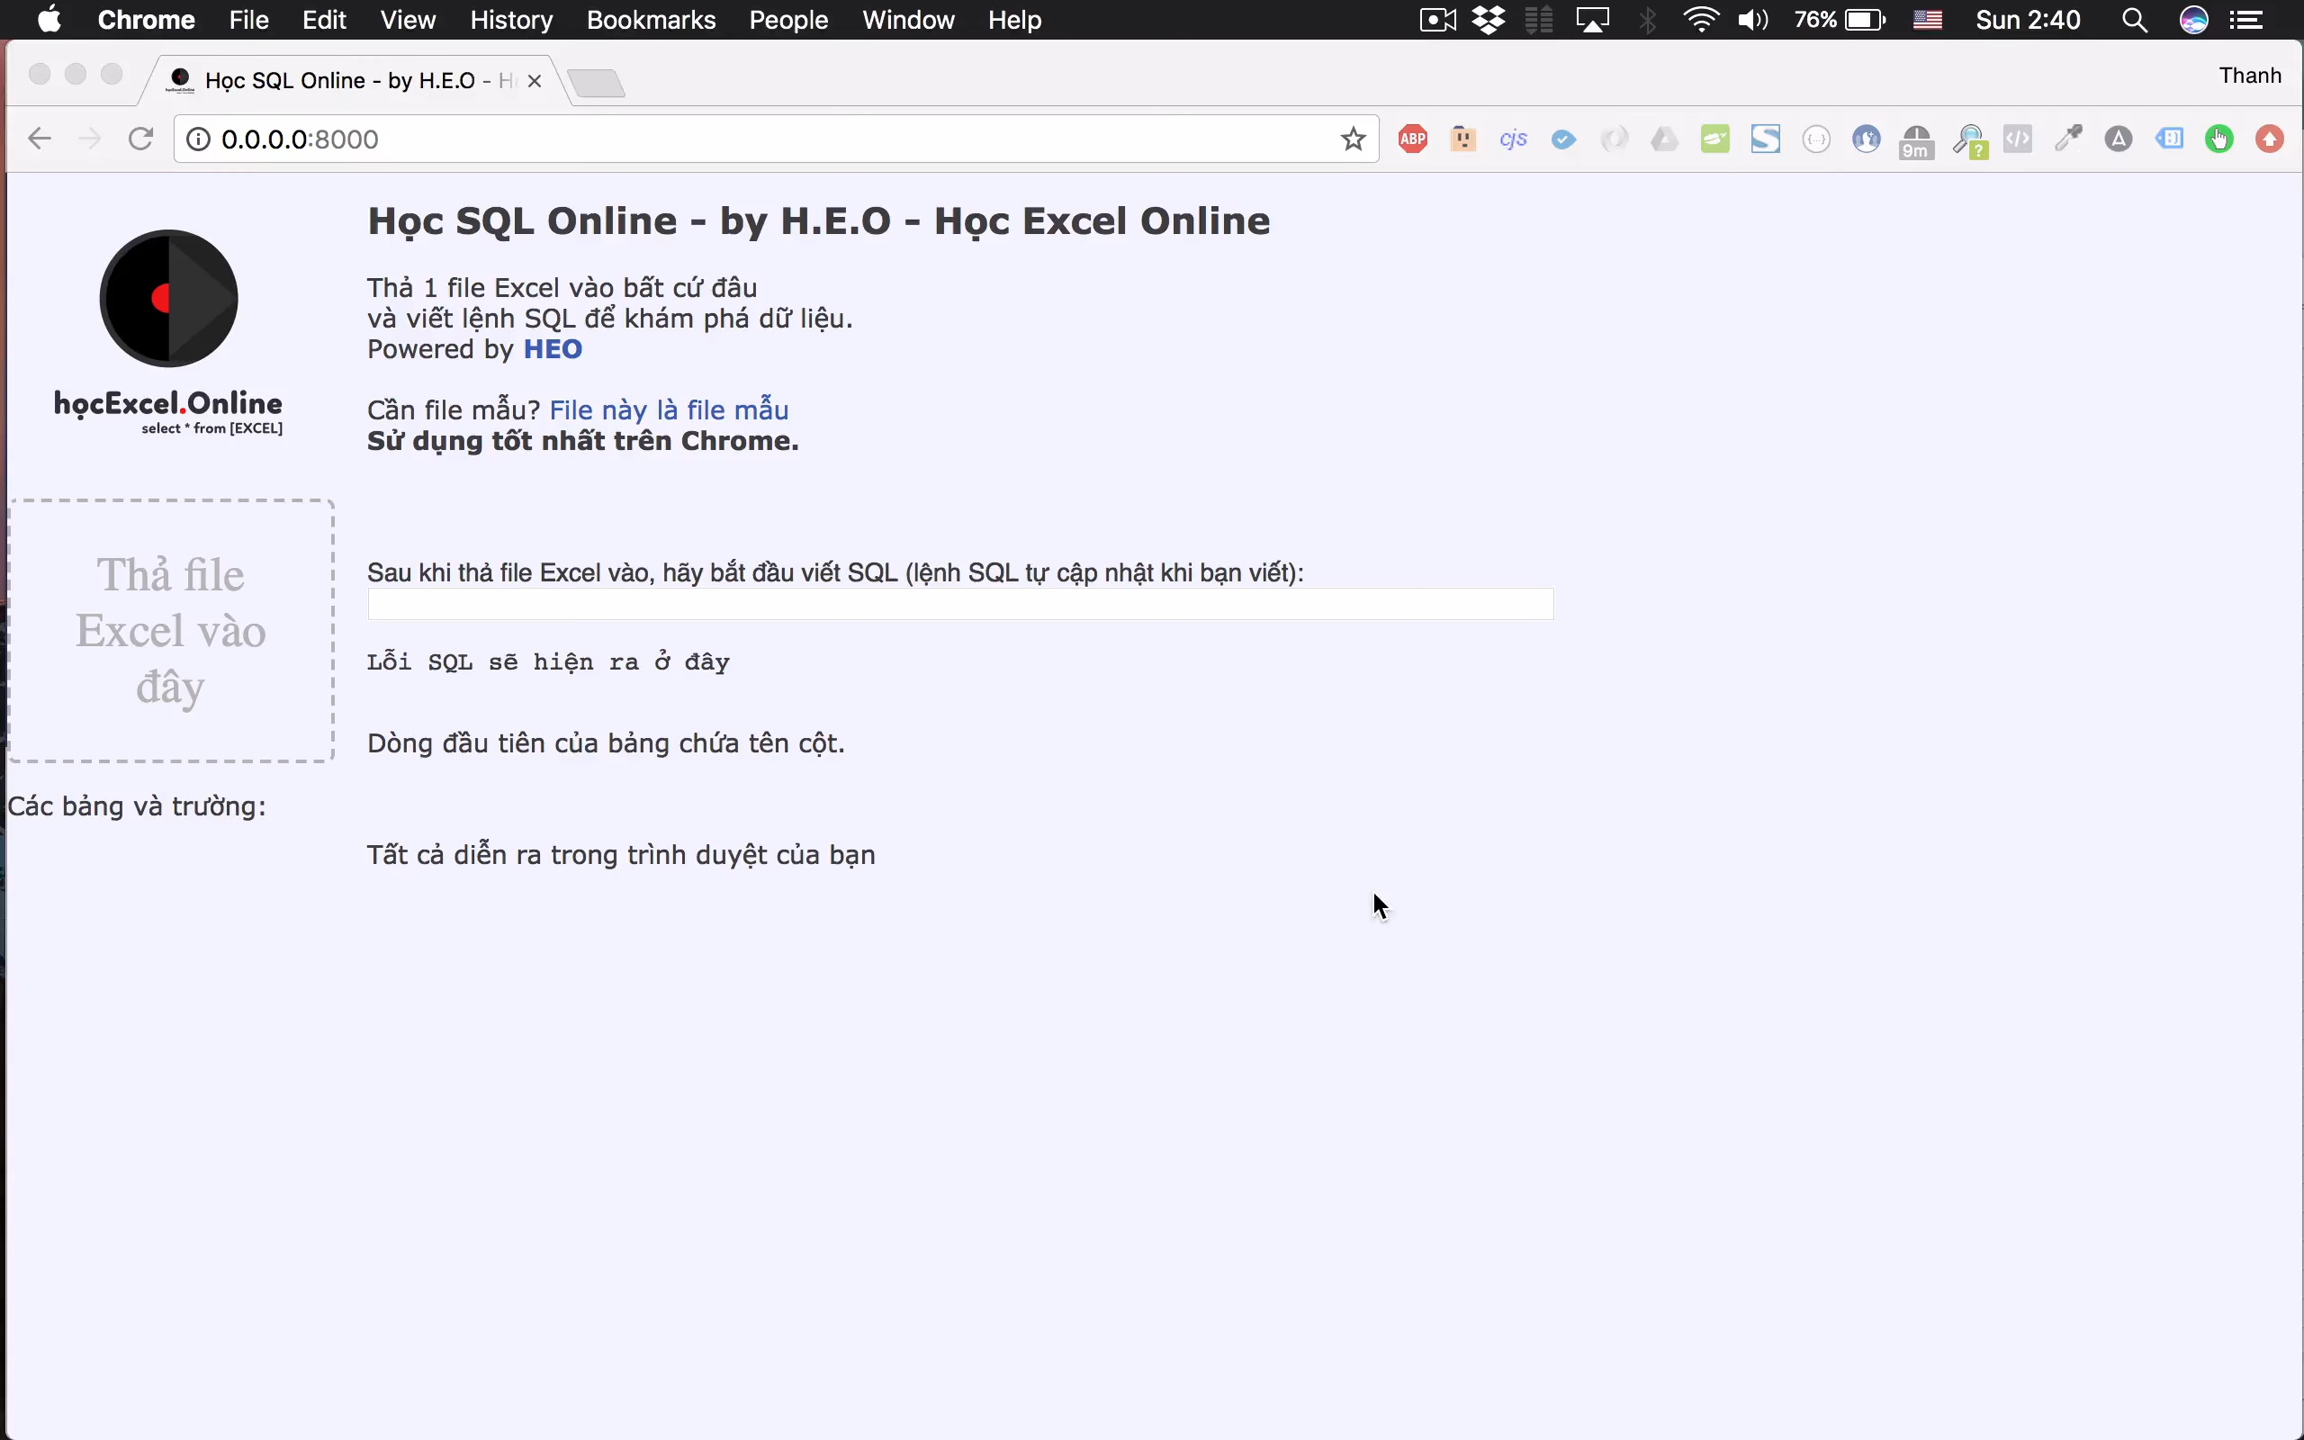 Chrome File Edit View History Bookmarks People Window Help 76% Sun 2:40
Học SQL Online - by H.E.O - H
Thanh
0.0.0.0:8000
ABP
cjs
9m
Học SQL Online - by H.E.O - Học Excel Online
Thả 1 file Excel vào bất cứ đâu
và viết lệnh SQL để khám phá dữ liệu.
Powered by HEO
họcExcel.Online
select * from [EXCEL]
Cần file mẫu? File này là file mẫu
Sử dụng tốt nhất trên Chrome.
Thả file
Excel vào
đây
Sau khi thả file Excel vào, hãy bắt đầu viết SQL (lệnh SQL tự cập nhật khi bạn viết):
Lỗi SQL sẽ hiện ra ở đây
Dòng đầu tiên của bảng chứa tên cột.
Các bảng và trường:
Tất cả diễn ra trong trình duyệt của bạn